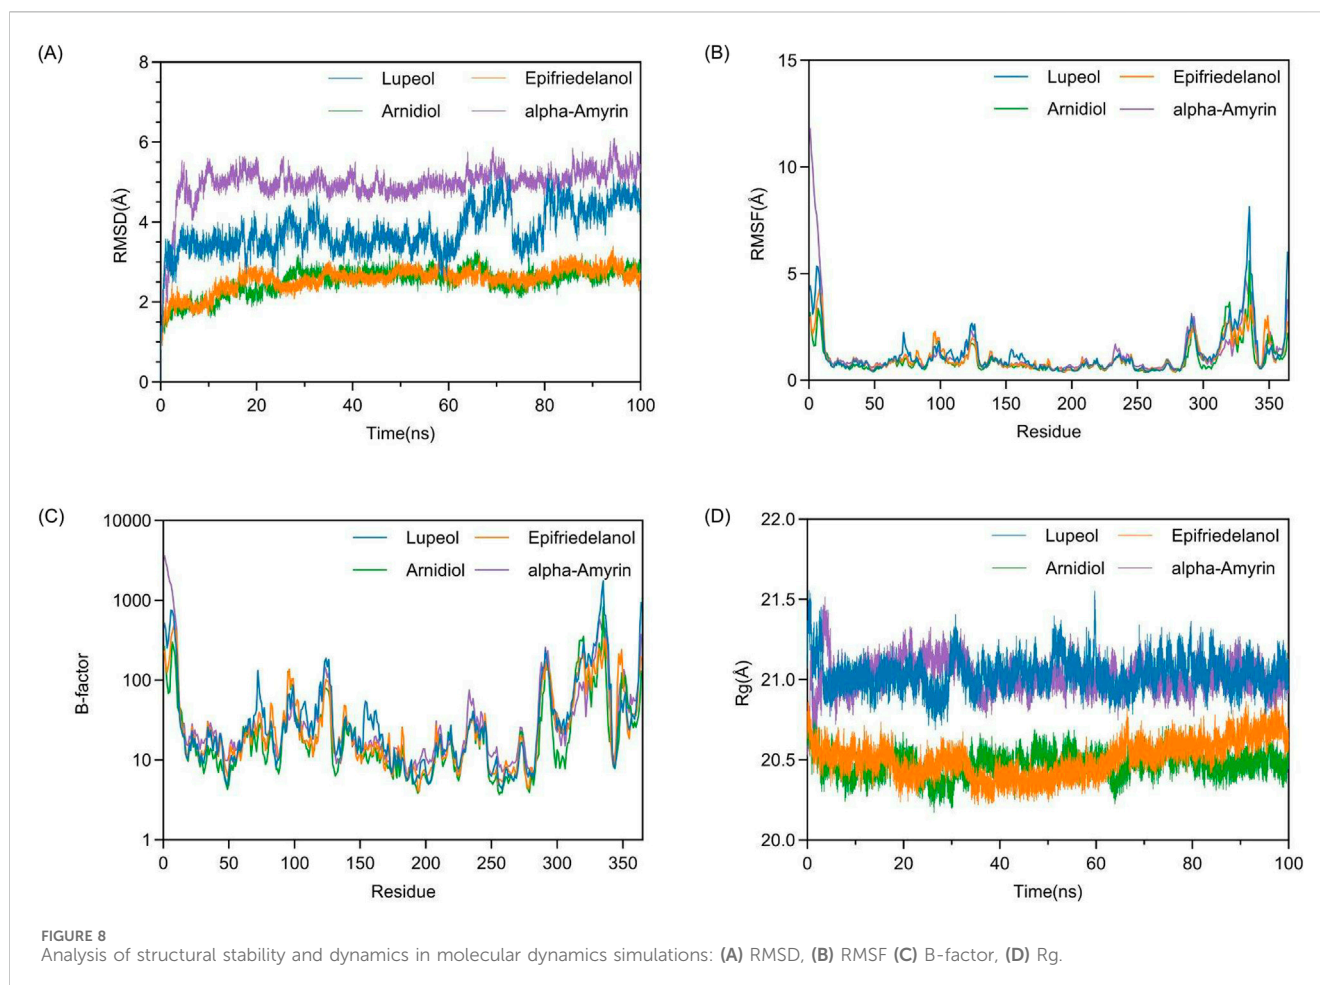 (A)
8
6
4
2
0
RMSD(Å)
Lupeol
Epifriedelanol
Arnidiol
alpha-Amyrin
0 20 40 60 80 100
Time(ns)
(B)
15
10
5
0
RMSF(Å)
Lupeol
Epifriedelanol
Arnidiol
alpha-Amyrin
0 50 100 150 200 250 300 350
Residue
(C)
10000
1000
100
10
1
B-factor
Lupeol
Epifriedelanol
Arnidiol
alpha-Amyrin
0 50 100 150 200 250 300 350
Residue
(D)
22.0
21.5
21.0
20.5
20.0
Rg(Å)
Lupeol
Epifriedelanol
Arnidiol
alpha-Amyrin
0 20 40 60 80 100
Time(ns)
FIGURE 8
Analysis of structural stability and dynamics in molecular dynamics simulations: (A) RMSD, (B) RMSF (C) B-factor, (D) Rg.